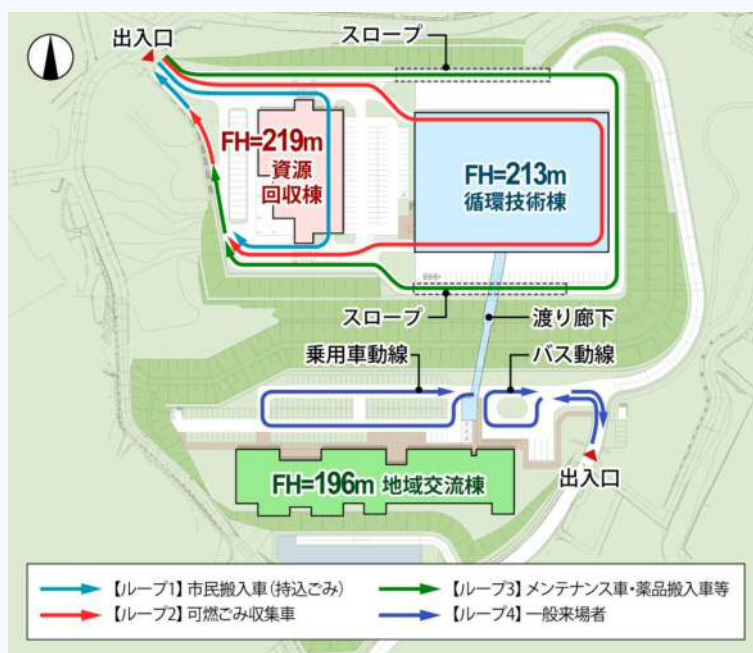 出入口
スロープ
FH=219m
資源
回収棟
FH=213m
循環技術棟
スロープ
渡り廊下
乗用車動線
バス動線
FH=196m 地域交流棟
出入口
【ループ1】市民搬入車(持込ごみ)
【ループ3】メンテナンス車・薬品搬入車等
【ループ2】可燃ごみ収集車
【ループ4】一般来場者